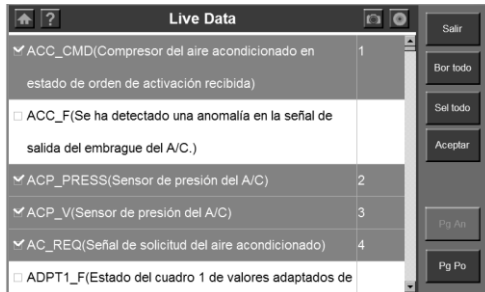 ? Live Data
ACC_CMD(Compresor del aire acondicionado en 1
estado de orden de activación recibida)
ACC_F(Se ha detectado una anomalía en la señal de
salida del embrague del A/C.)
ACP_PRESS(Sensor de presión del A/C) 2
ACP_V(Sensor de presión del A/C) 3
AC_REQ(Señal de solicitud del aire acondicionado) 4
ADPT1_F(Estado del cuadro 1 de valores adaptados de
Salir
Bor todo
Sel todo
Aceptar
Pg An
Pg Po